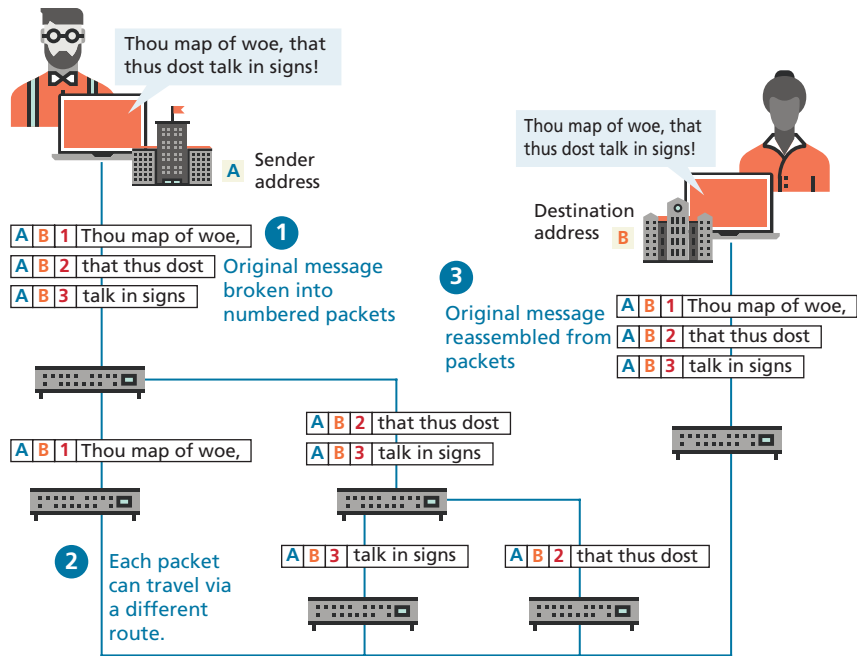 Thou map of woe, that
thus dost talk in signs!
A
Sender
address
Thou map of woe, that
thus dost talk in signs!
Destination
address
B
A B 1 Thou map of woe,
A B 2 that thus dost
A B 3 talk in signs
1
Original message
broken into
numbered packets
3
Original message
reassembled from
packets
A B 1 Thou map of woe,
A B 2 that thus dost
A B 3 talk in signs
A B 1 Thou map of woe,
A B 2 that thus dost
A B 3 talk in signs
2
Each packet
can travel via
a different
route.
A B 3 talk in signs
A B 2 that thus dost